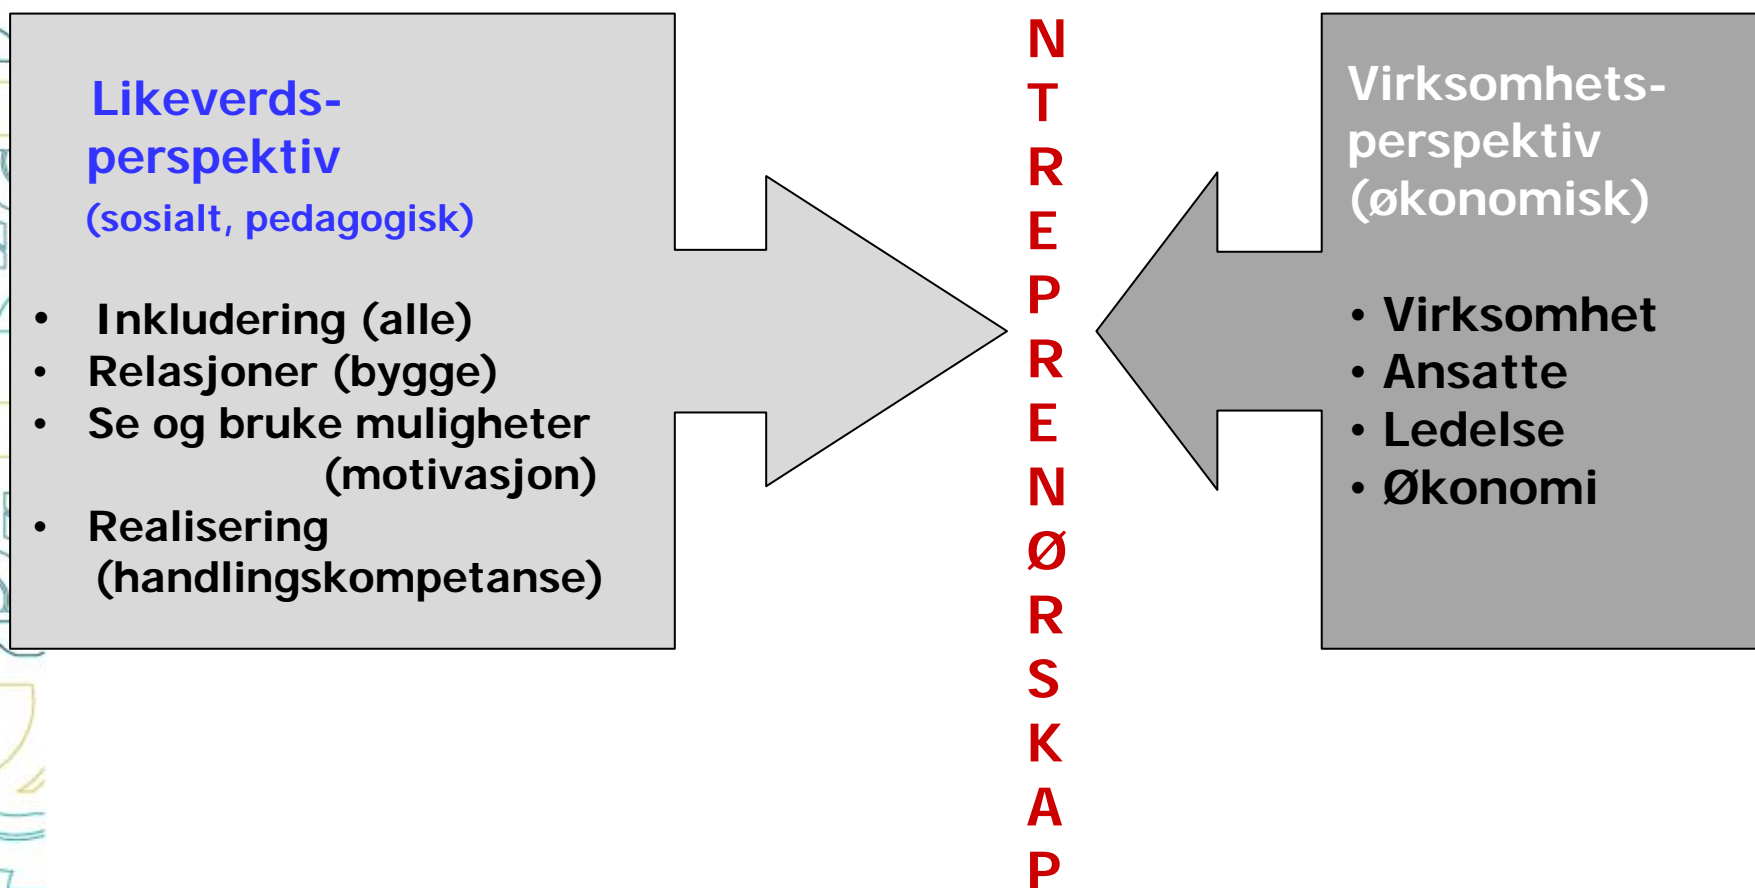 Likeverds-
perspektiv
(sosialt, pedagogisk)
• Inkludering (alle)
• Relasjoner (bygge)
• Se og bruke muligheter
(motivasjon)
• Realisering
(handlingskompetanse)
N
T
R
E
P
R
E
N
Ø
R
S
K
A
P
Virksomhets-
perspektiv
(økonomisk)
• Virksomhet
• Ansatte
• Ledelse
• Økonomi